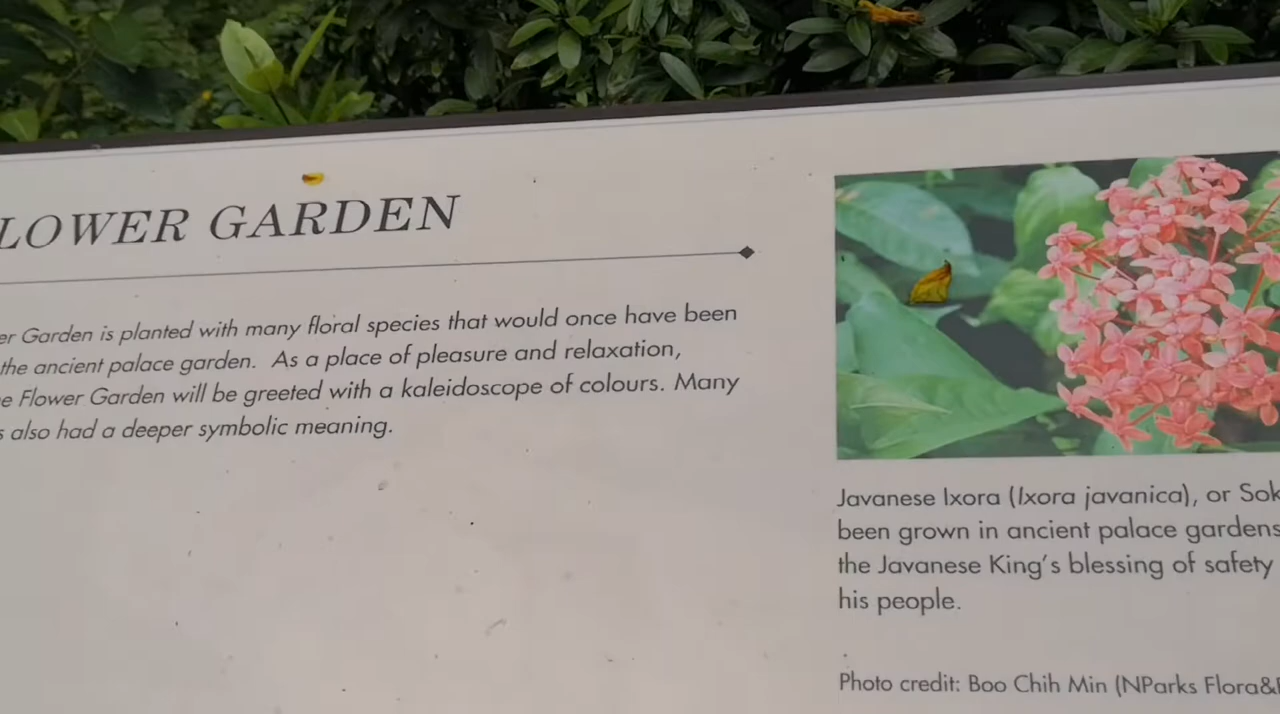 LOWER GARDEN
er Garden is planted with many floral species that would once have been
the ancient palace garden. As a place of pleasure and relaxation,
e Flower Garden will be greeted with a kaleidoscope of colours. Many
s also had a deeper symbolic meaning.
Javanese Ixora (Ixora javanica), or Sok
been grown in ancient palace gardens
the Javanese King's blessing of safety
his people.
Photo credit: Boo Chih Min (NParks Flora&